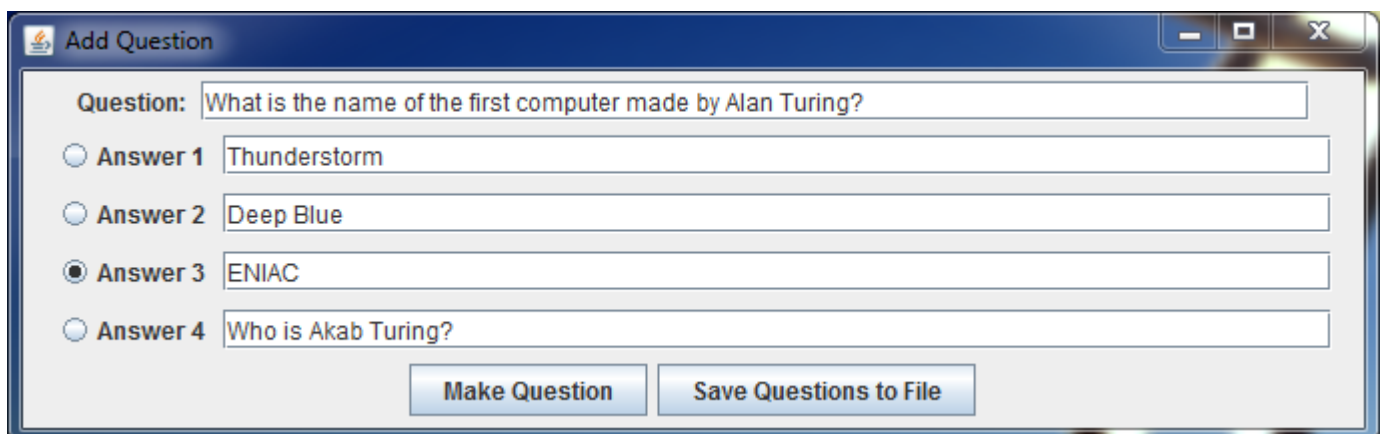 Add Question
Question: What is the name of the first computer made by Alan Turing?
Answer 1 Thunderstorm
Answer 2 Deep Blue
Answer 3 ENIAC
Answer 4 Who is Akab Turing?
Make Question Save Questions to File